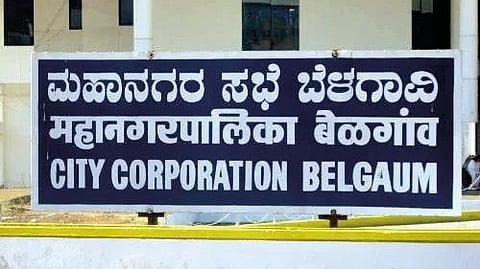 ಮಹಾನಗರ ಸಭೆ ಬೆಳಗಾವಿ
महानगरपालिका बेळगांव
CITY CORPORATION BELGAUM